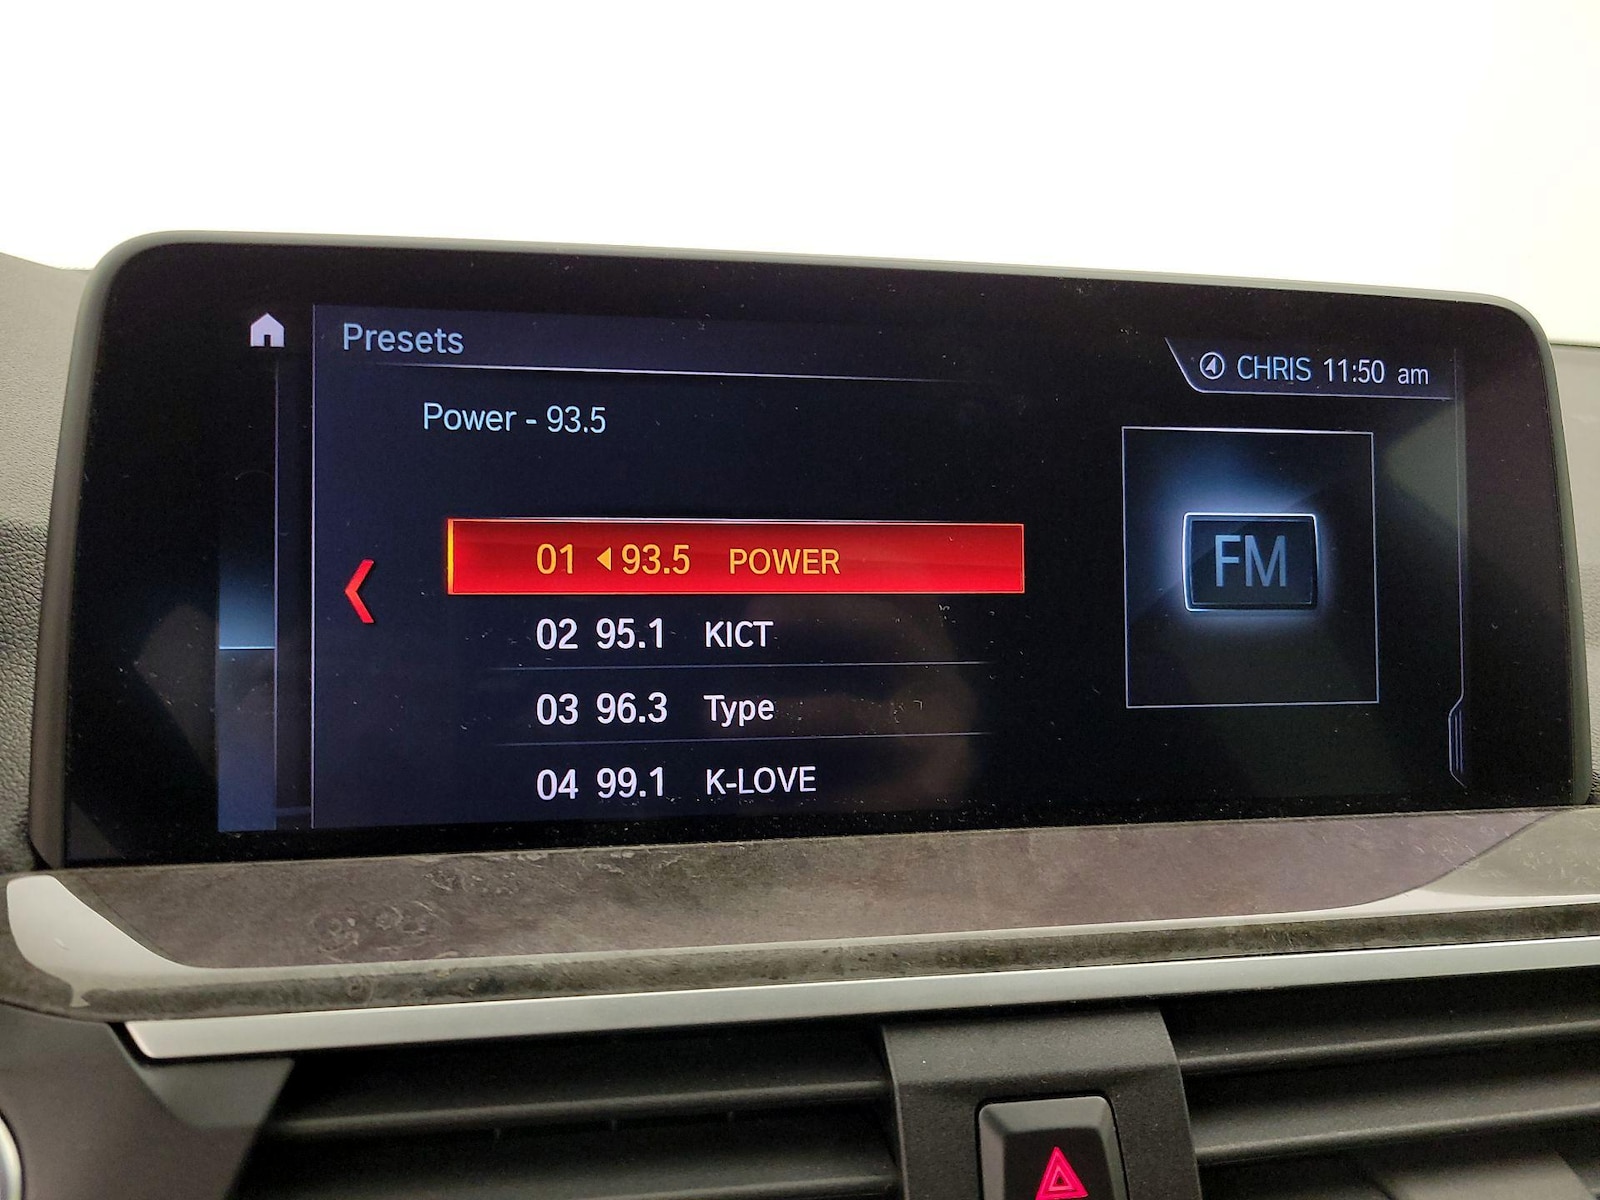 Presets
CHRIS 11:50 am
Power - 93.5
FM
01 93.5 POWER
02 95.1 KICT
03 96.3 Type
04 99.1 K-LOVE